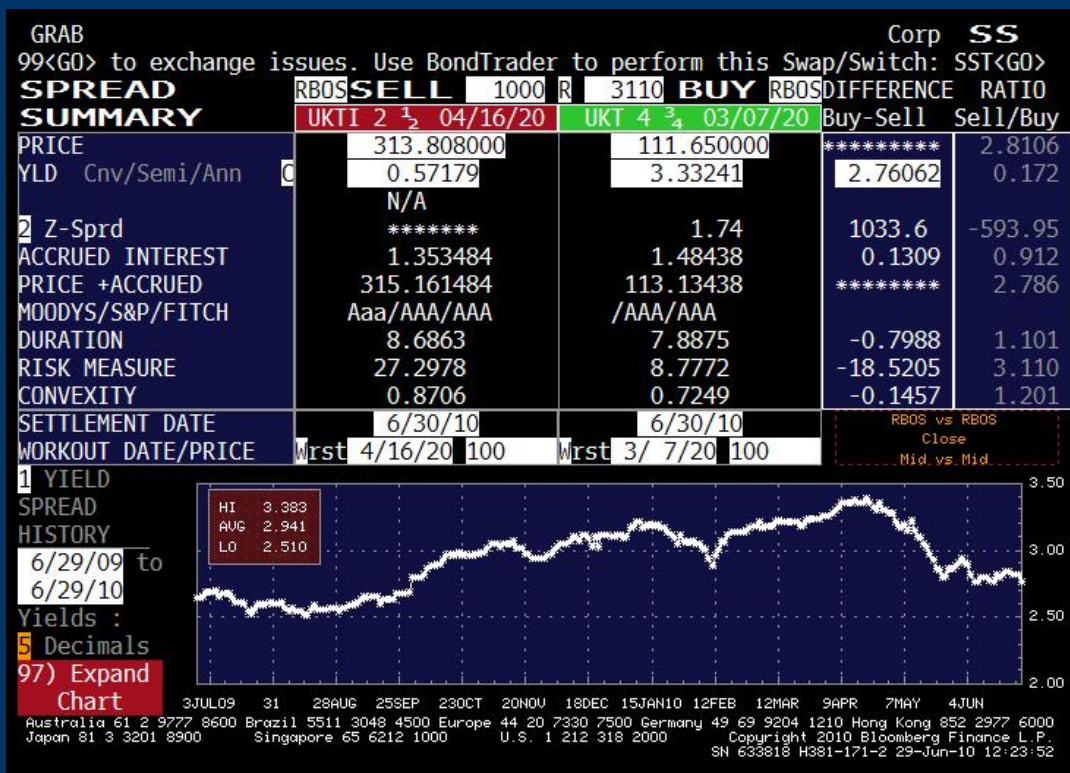 GRAB Corp SS
99<GO> to exchange issues. Use BondTrader to perform this Swap/Switch: SST<GO>
SPREAD RBOS SELL 1000 R 3110 BUY RBOS DIFFERENCE RATIO
SUMMARY UKTI 2 ½ 04/16/20 UKT 4 ¾ 03/07/20 Buy-Sell Sell/Buy
PRICE 313.808000 111.650000 ********* 2.8106
YLD Cnv/Semi/Ann C 0.57179 3.33241 2.76062 0.172
N/A
2 Z-Sprd ******* 1.74 1033.6 -593.95
ACCRUED INTEREST 1.353484 1.48438 0.1309 0.912
PRICE +ACCRUED 315.161484 113.13438 ******** 2.786
MOODYS/S&P/FITCH Aaa/AAA/AAA /AAA/AAA
DURATION 8.6863 7.8875 -0.7988 1.101
RISK MEASURE 27.2978 8.7772 -18.5205 3.110
CONVEXITY 0.8706 0.7249 -0.1457 1.201
SETTLEMENT DATE 6/30/10 6/30/10 RBOS vs RBOS
Close
WORKOUT DATE/PRICE Wrst 4/16/20 100 Wrst 3/ 7/20 100 Mid vs Mid
1 YIELD
SPREAD
HISTORY
6/29/09 to
6/29/10
Yields :
5 Decimals
97) Expand
Chart
HI 3.383
AVG 2.941
LO 2.510
3.50
3.00
2.50
2.00
3JUL09 31 28AUG 25SEP 23OCT 20NOV 18DEC 15JAN10 12FEB 12MAR 9APR 7MAY 4JUN
Australia 61 2 9777 8600 Brazil 5511 3048 4500 Europe 44 20 7330 7500 Germany 49 69 9204 1210 Hong Kong 852 2977 6000
Japan 81 3 3201 8900 Singapore 65 6212 1000 U.S. 1 212 318 2000 Copyright 2010 Bloomberg Finance L.P.
SN 633818 H381-171-2 29-Jun-10 12:23:52